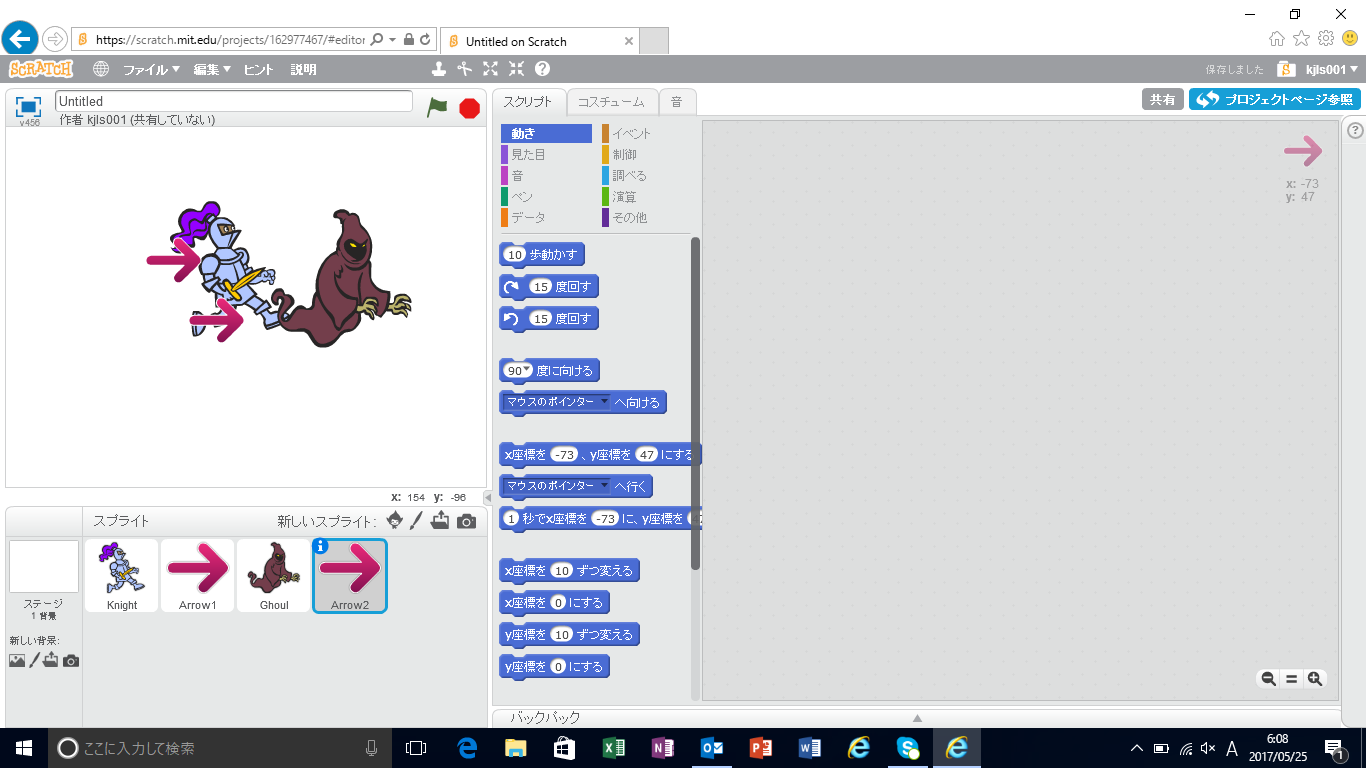 https://scratch.mit.edu/projects/162977467/#editor
Untitled on Scratch
SCRATCH
ファイル
編集
ヒント
説明
保存しました
kjls001
v456
Untitled
作者 kjls001 (共有していない)
スクリプト
コスチューム
音
共有
プロジェクトページ参照
動き
イベント
見た目
制御
音
調べる
ペン
演算
データ
その他
x: -73
y: 47
10 歩動かす
15 度回す
15 度回す
90 度に向ける
マウスのポインター へ向ける
x座標を -73 、y座標を 47 にする
マウスのポインター へ行く
1 秒でx座標を -73 に、y座標を
x座標を 10 ずつ変える
x座標を 0 にする
y座標を 10 ずつ変える
y座標を 0 にする
x: 154 y: -96
スプライト
新しいスプライト:
Knight
Arrow1
Ghoul
Arrow2
ステージ
1 背景
新しい背景:
バックパック
ここに入力して検索
A
6:08
2017/05/25
1